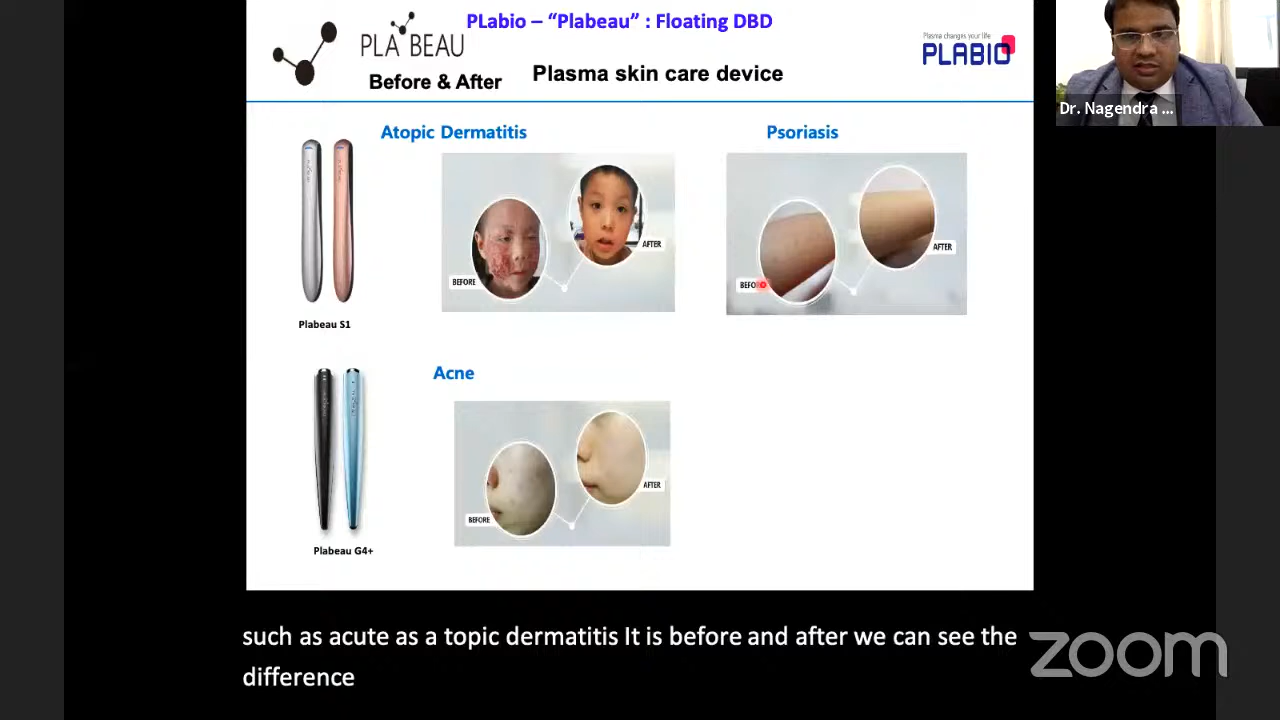 PLabio – “Plabeau” : Floating DBD
PLA BEAU
Before & After
Plasma skin care device
Plasma changes your life
PLABIO
Dr. Nagendra ...
Atopic Dermatitis
Psoriasis
BEFORE
AFTER
AFTER
Plabeau S1
Acne
BEFORE
AFTER
Plabeau G4+
such as acute as a topic dermatitis It is before and after we can see the
difference
zoom